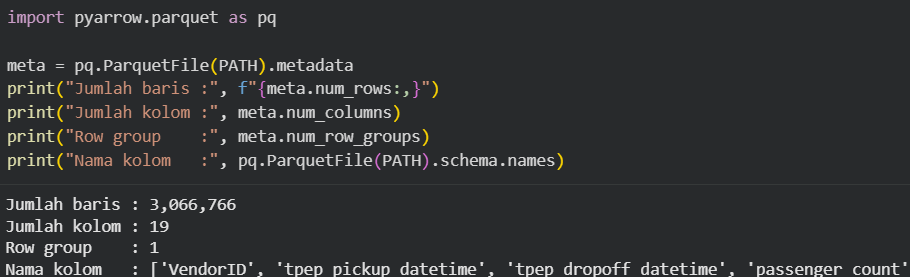 import pyarrow.parquet as pq
meta = pq.ParquetFile(PATH).metadata
print("Jumlah baris :", f"{meta.num_rows:,}")
print("Jumlah kolom :", meta.num_columns)
print("Row group    :", meta.num_row_groups)
print("Nama kolom   :", pq.ParquetFile(PATH).schema.names)
Jumlah baris : 3,066,766
Jumlah kolom : 19
Row group    : 1
Nama kolom   : ['VendorID', 'tpep_pickup_datetime', 'tpep_dropoff_datetime', 'passenger_count'